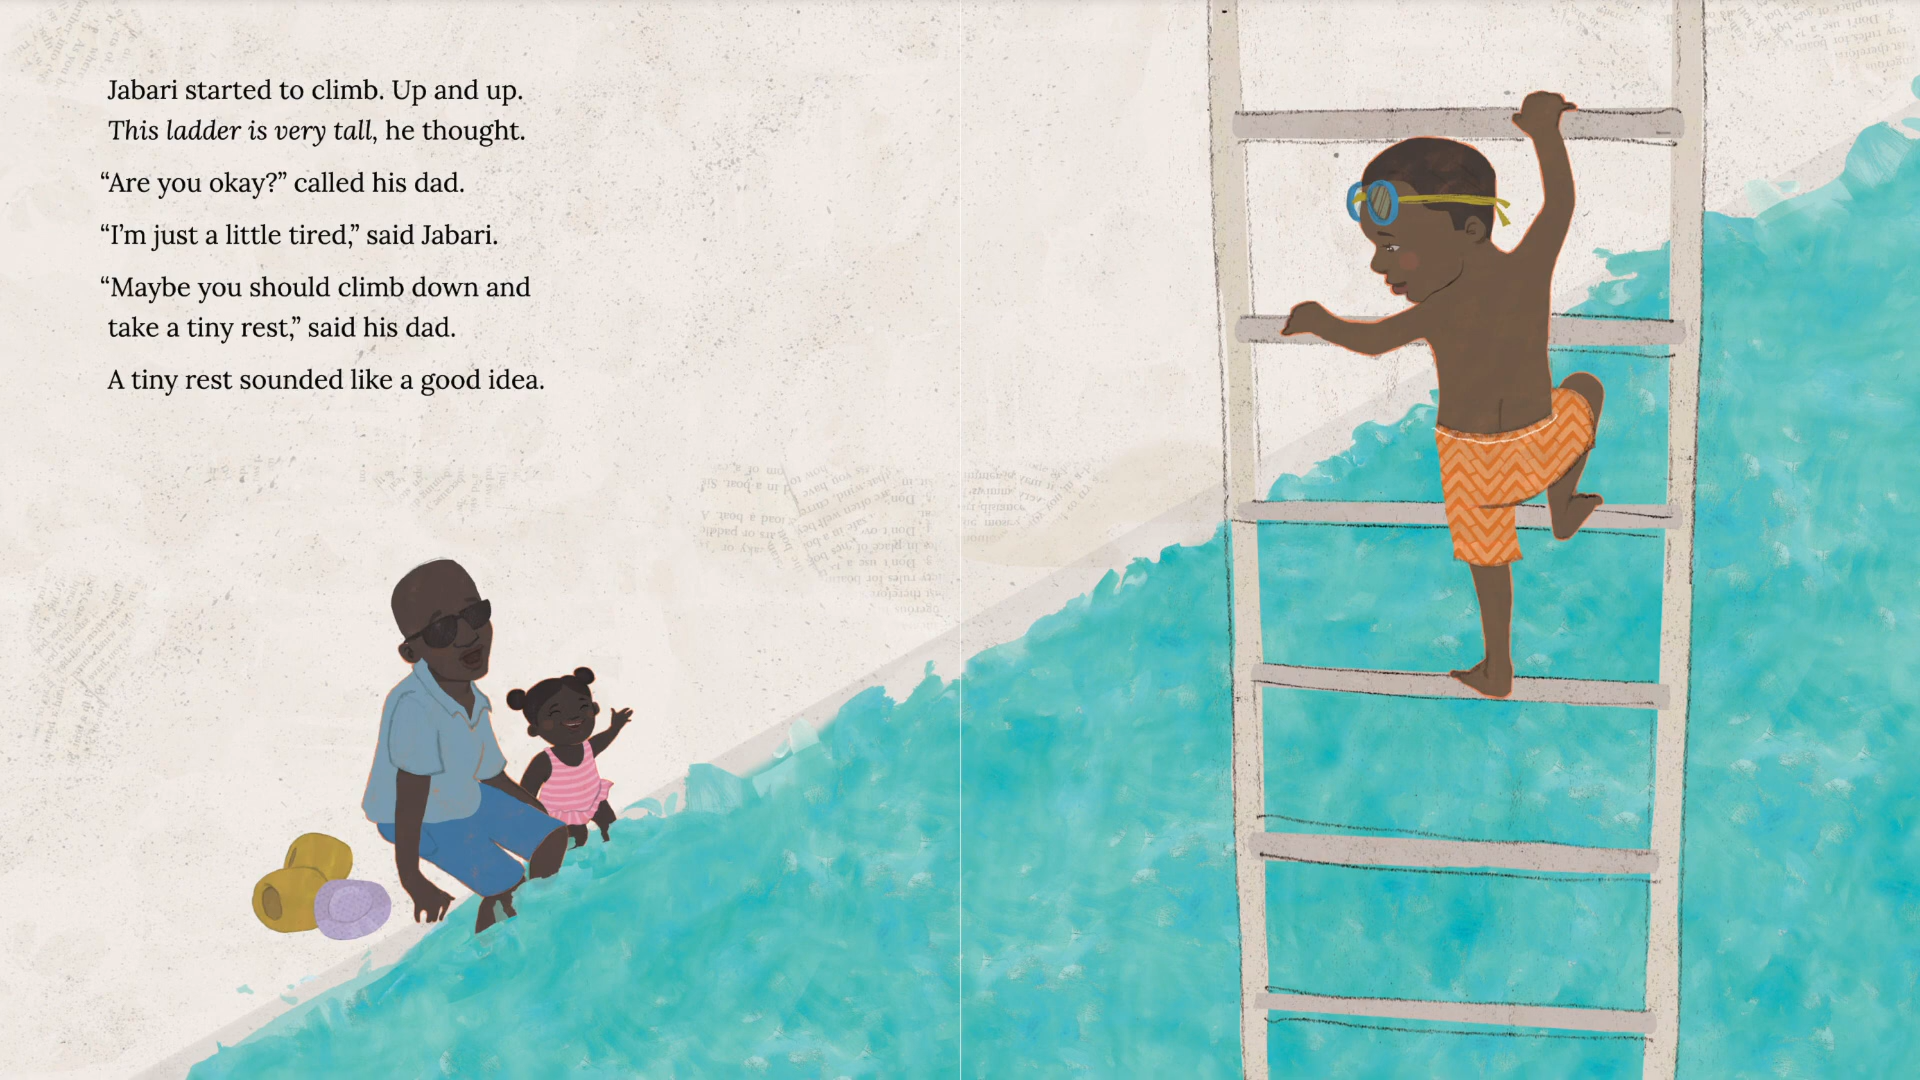 Jabari started to climb. Up and up.
This ladder is very tall, he thought.
“Are you okay?” called his dad.
“I’m just a little tired,” said Jabari.
“Maybe you should climb down and
take a tiny rest,” said his dad.
A tiny rest sounded like a good idea.